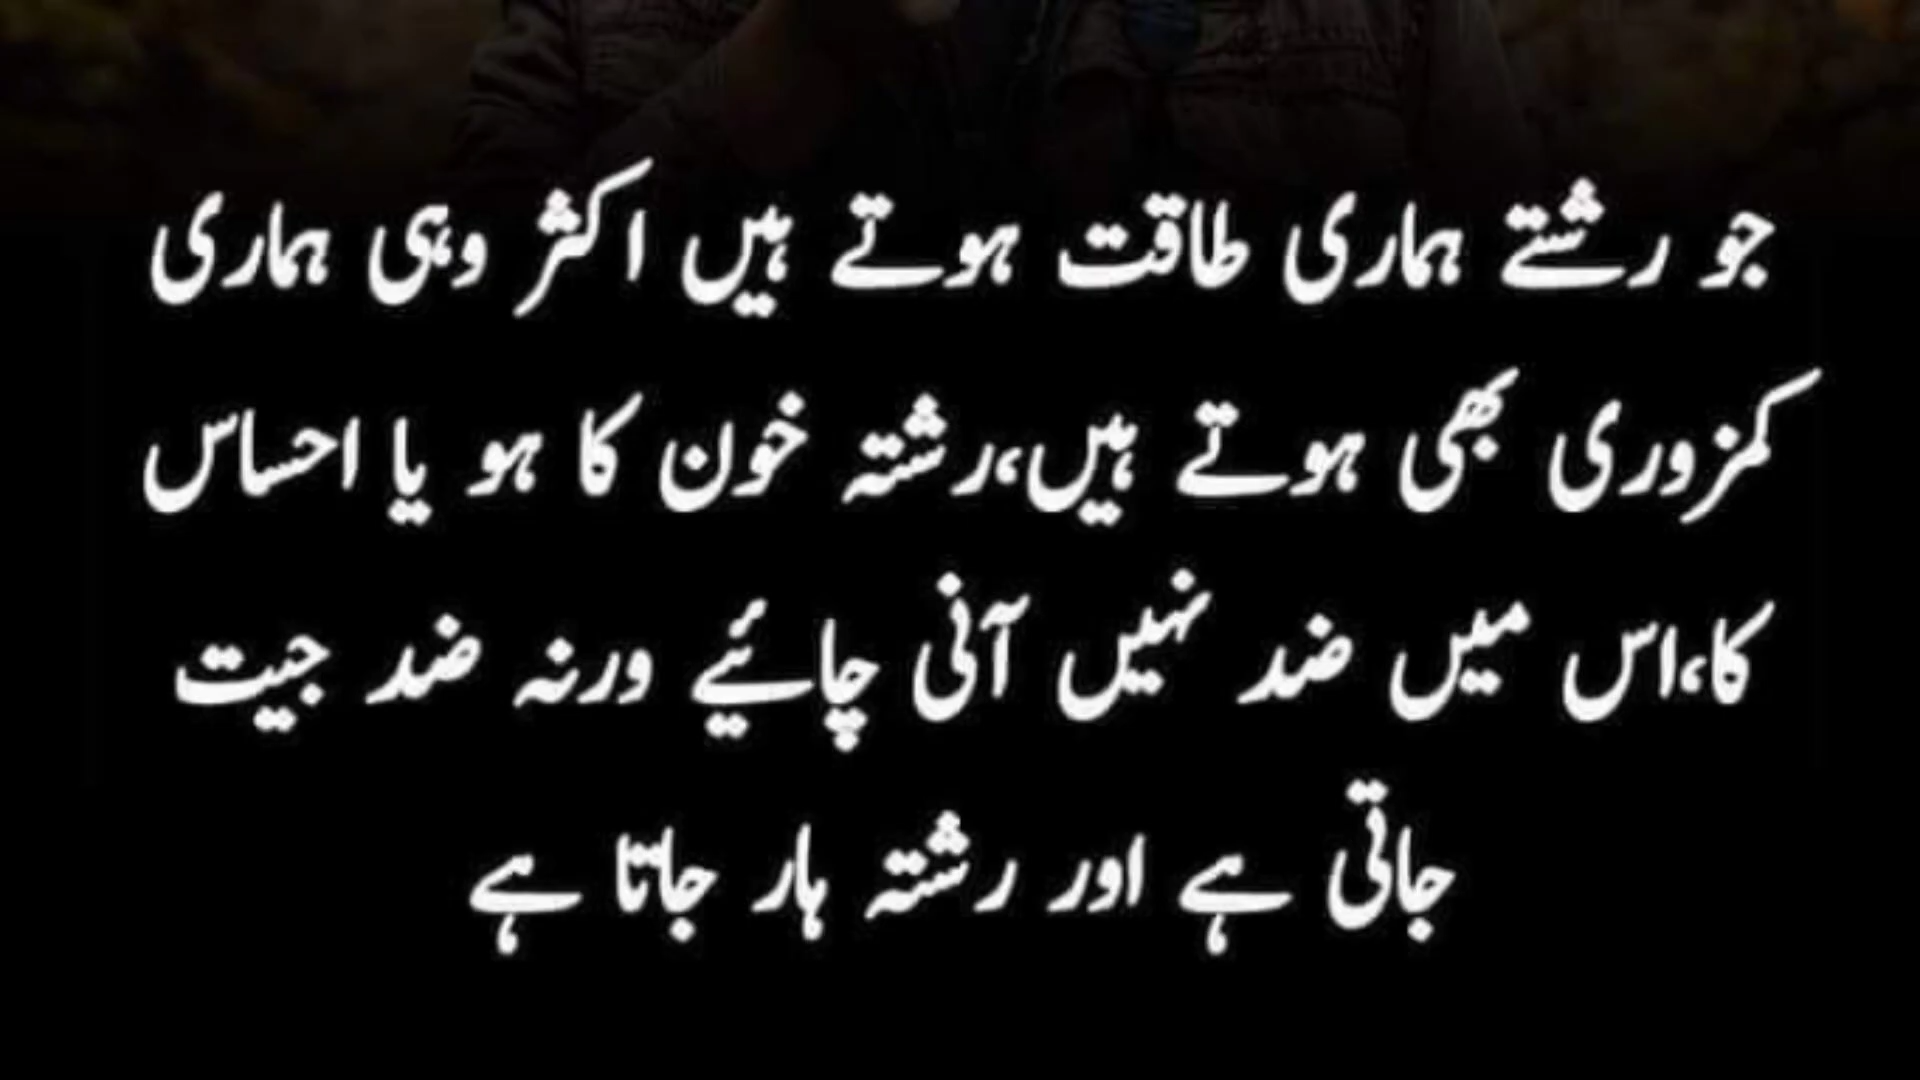 جو رشتے ہماری طاقت ہوتے ہیں اکثر وہی ہماری
کمزوری بھی ہوتے ہیں،رشتہ خون کا ہو یا احساس
کا،اس میں ضد نہیں آنی چائیے ورنہ ضد جیت
جاتی ہے اور رشتہ ہار جاتا ہے